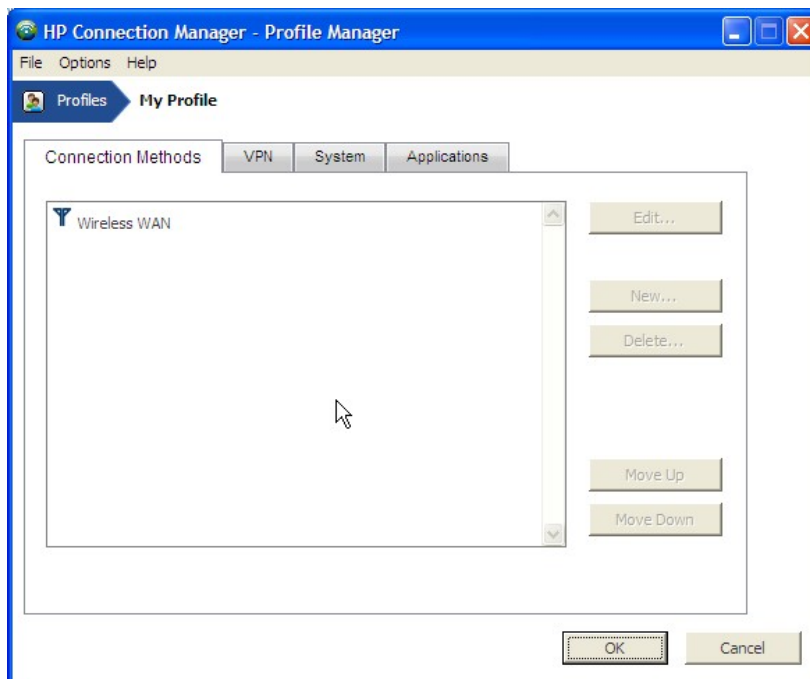 HP Connection Manager - Profile Manager
File Options Help
Profiles My Profile
Connection Methods VPN System Applications
Wireless WAN
Edit...
New...
Delete...
Move Up
Move Down
OK Cancel